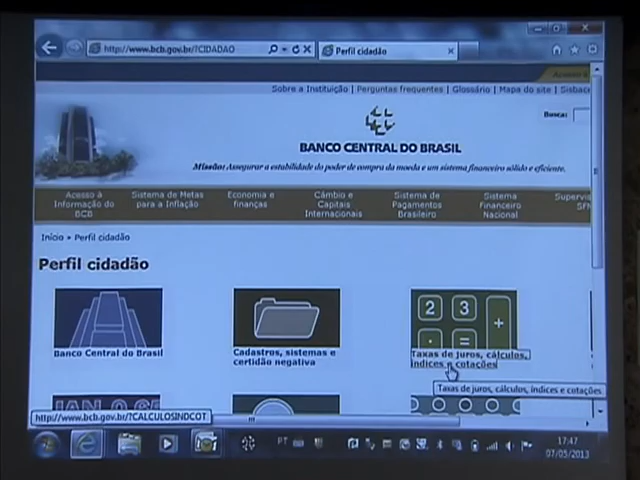 http://www.bcb.gov.br/?CIDADAO
Perfil cidadão
Sobre a Instituição | Perguntas frequentes | Glossário | Mapa do site | Sisbace
Busca:
BANCO CENTRAL DO BRASIL
Missão: Assegurar a estabilidade do poder de compra da moeda e um sistema financeiro sólido e eficiente.
Acesso à Informação do BCB
Sistema de Metas para a Inflação
Economia e finanças
Câmbio e Capitais Internacionais
Sistema de Pagamentos Brasileiro
Sistema Financeiro Nacional
Início » Perfil cidadão
Perfil cidadão
2 3 + . =
Banco Central do Brasil
Cadastros, sistemas e
certidão negativa
Taxas de juros, cálculos,
índices e cotações
Taxas de juros, cálculos, índices e cotações
http://www.bcb.gov.br/?CALCULOSINDCOT
PT
17:47
07/05/2013